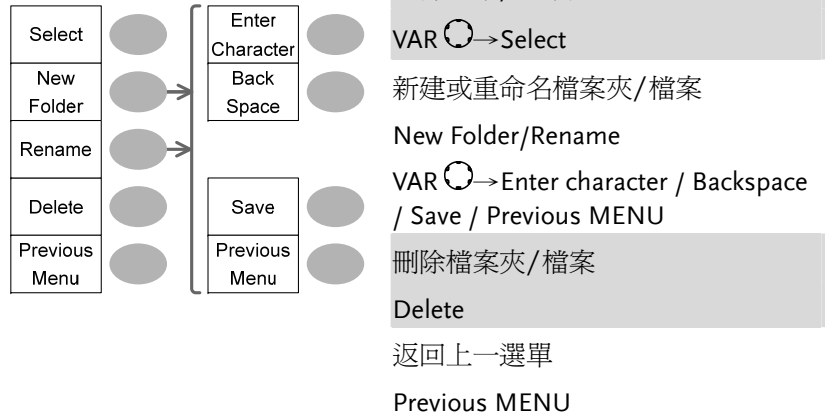 Select
New
Folder
Rename
Delete
Previous
Menu
Enter
Character
Back
Space
Save
Previous
Menu
VAR →Select
新建或重命名檔案夾/檔案
New Folder/Rename
VAR →Enter character / Backspace
/ Save / Previous MENU
刪除檔案夾/檔案
Delete
返回上一選單
Previous MENU